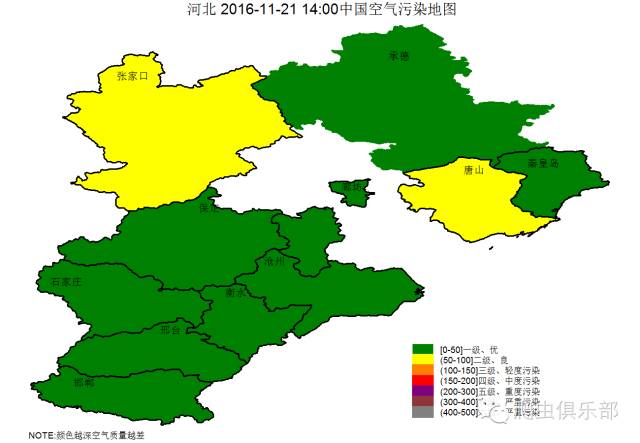 河北 2016-11-21 14:00中国空气污染地图
承德
张家口
秦皇岛
唐山
廊坊
保定
沧州
石家庄
衡水
邢台
邯郸
[0-50]一级、优
(50-100]二级、良
(100-150]三级、轻度污染
(150-200]四级、中度污染
(200-300]五级、重度污染
(300-400]、严重污染
(400-500]、严重污染
爬虫俱乐部
NOTE:颜色越深空气质量越差